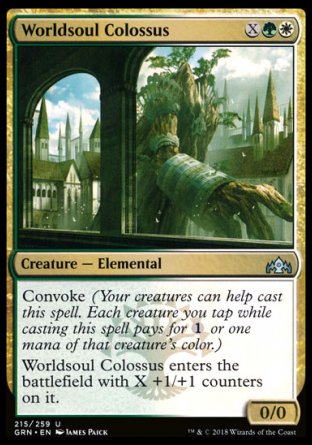 Worldsoul Colossus X
Creature — Elemental
Convoke (Your creatures can help
cast this spell. Each creature you tap
while casting this spell pays for 1 or one
mana of that creature's color.)
Worldsoul Colossus enters the
battlefield with X +1/+1 counters
on it.
0/0
215/259 U
GRN • EN JAMES PAICK ™ & © 2018 Wizards of the Coast